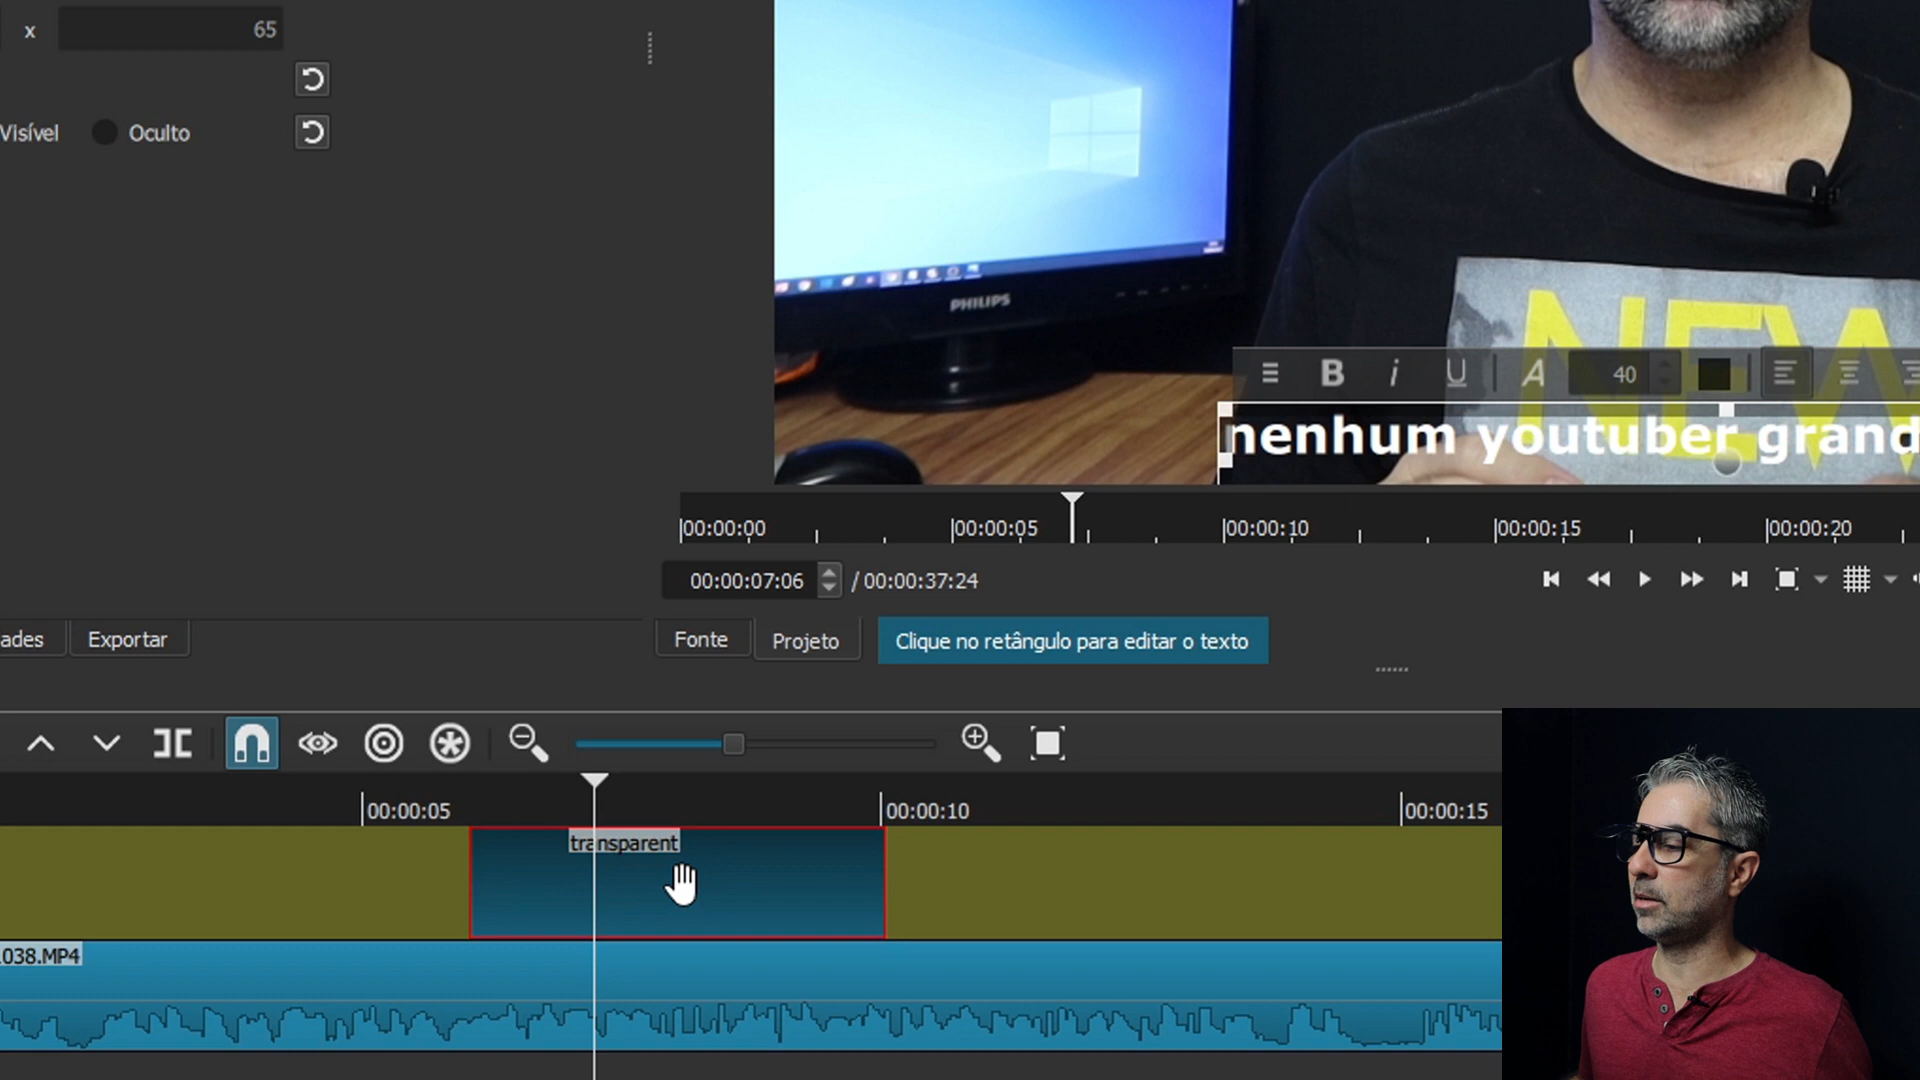 x 65
Visível Oculto
PHILIPS
NEW
B i U A 40
nenhum youtuber grand
00:00:00 00:00:05 00:00:10 00:00:15 00:00:20
00:00:07:06 / 00:00:37:24
ades Exportar Fonte Projeto Clique no retângulo para editar o texto
00:00:05 00:00:10 00:00:15
transparent
038.MP4